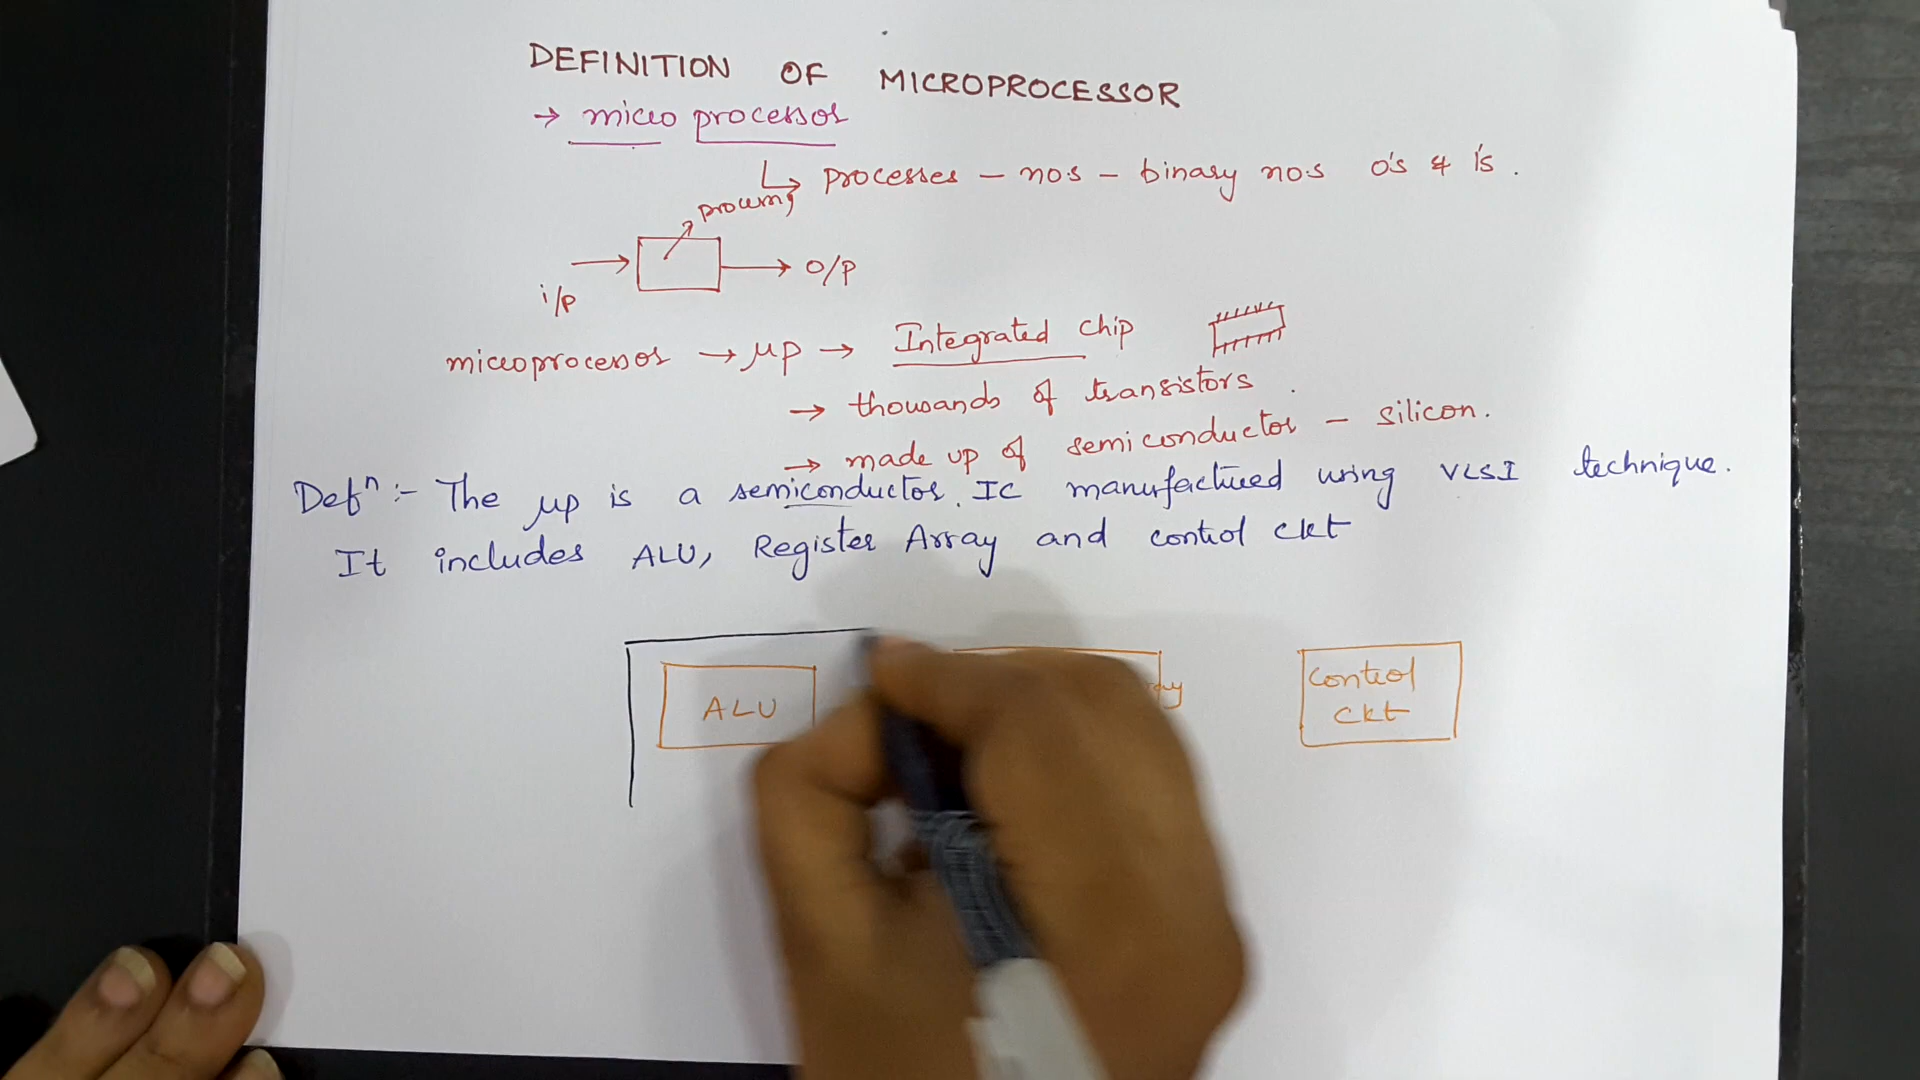 DEFINITION OF MICROPROCESSOR
→ micro processor
↳ processes - nos - binary nos 0's & 1's.
i/p
O/P
microprocessor → μp → Integrated chip
→ thousands of transistors.
→ made up of semiconductor - silicon.
Defn :- The μp is a semiconductor IC manufactured using VLSI technique.
It includes ALU, Register Array and control ckt
ALU
control
ckt